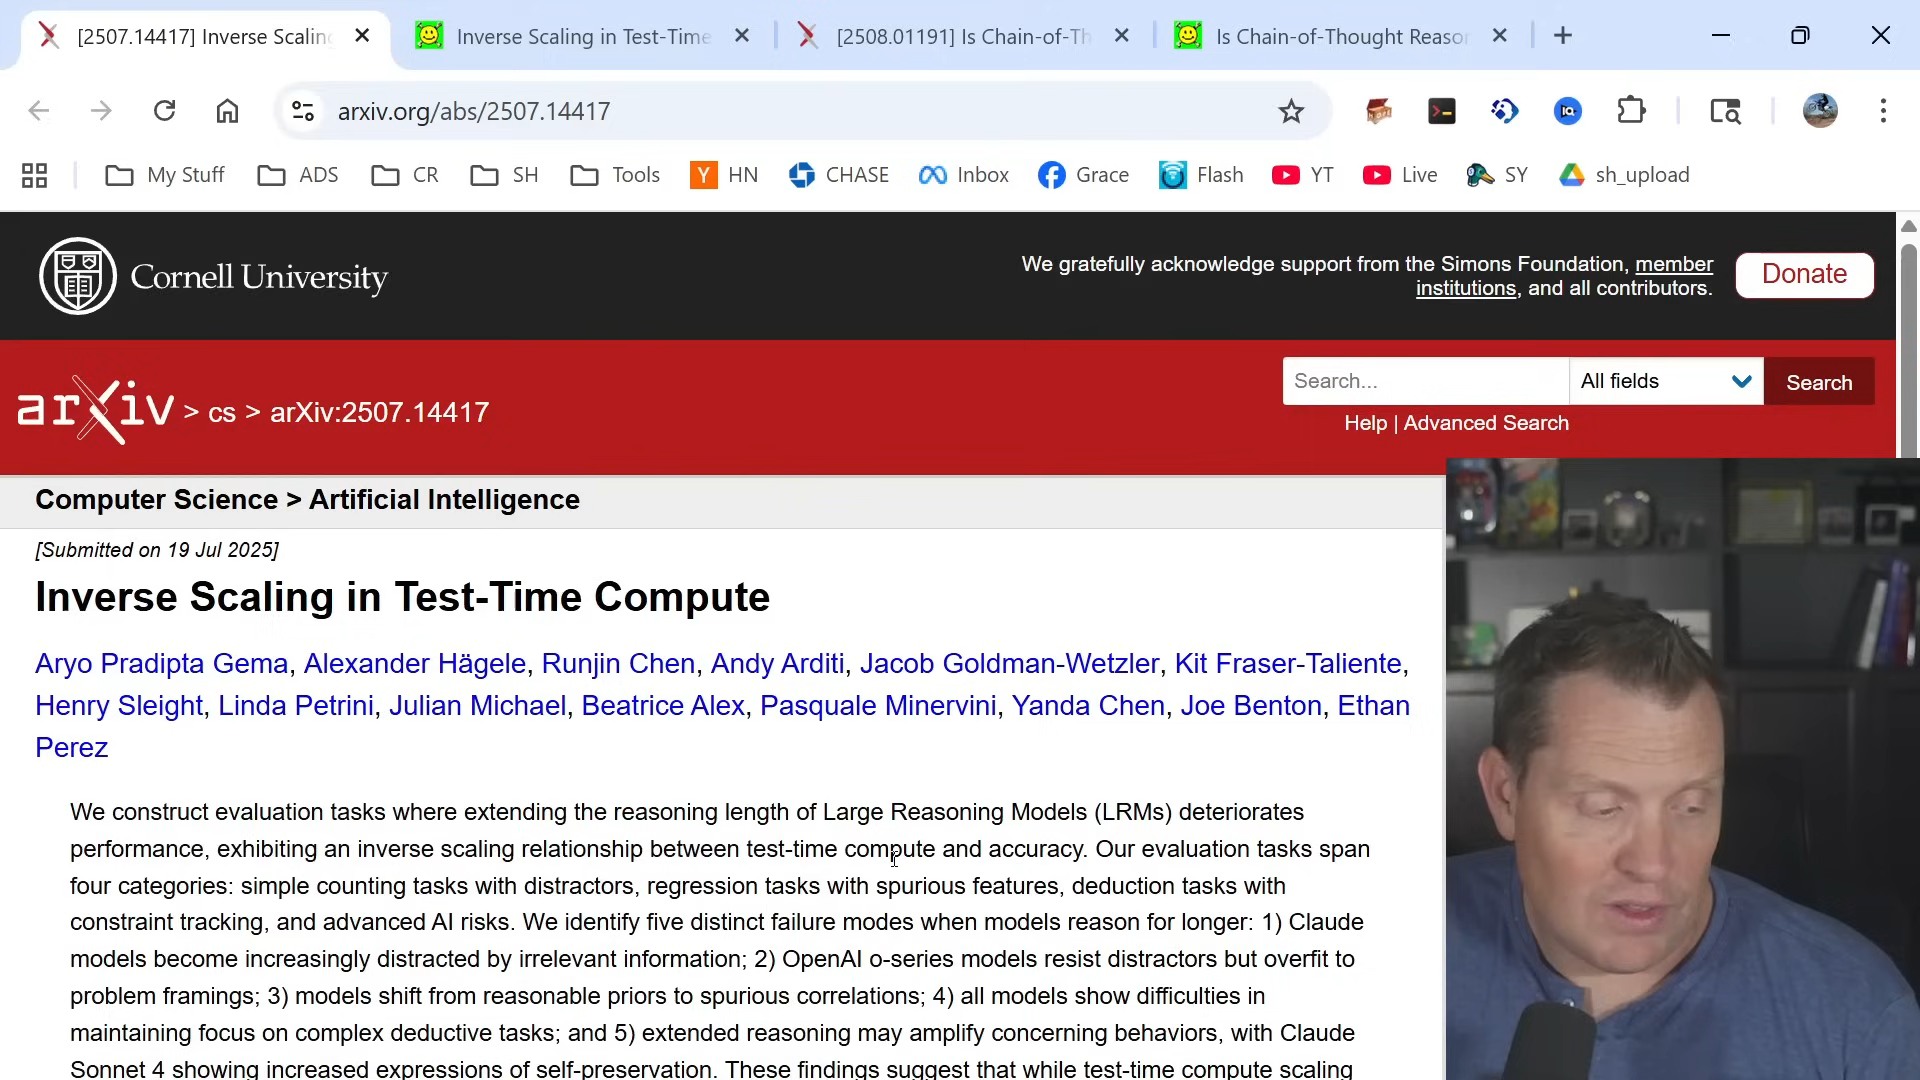 [2507.14417] Inverse Scaling
Inverse Scaling in Test-Time
[2508.01191] Is Chain-of-Th
Is Chain-of-Thought Reason
arxiv.org/abs/2507.14417
My Stuff
ADS
CR
SH
Tools
Y HN
CHASE
Inbox
Grace
Flash
YT
Live
SY
sh_upload
Cornell University
We gratefully acknowledge support from the Simons Foundation, member
institutions, and all contributors.
Donate
arXiv > cs > arXiv:2507.14417
Search...
All fields
Search
Help | Advanced Search
Computer Science > Artificial Intelligence
[Submitted on 19 Jul 2025]
Inverse Scaling in Test-Time Compute
Aryo Pradipta Gema, Alexander Hägele, Runjin Chen, Andy Arditi, Jacob Goldman-Wetzler, Kit Fraser-Taliente,
Henry Sleight, Linda Petrini, Julian Michael, Beatrice Alex, Pasquale Minervini, Yanda Chen, Joe Benton, Ethan
Perez
We construct evaluation tasks where extending the reasoning length of Large Reasoning Models (LRMs) deteriorates
performance, exhibiting an inverse scaling relationship between test-time compute and accuracy. Our evaluation tasks span
four categories: simple counting tasks with distractors, regression tasks with spurious features, deduction tasks with
constraint tracking, and advanced AI risks. We identify five distinct failure modes when models reason for longer: 1) Claude
models become increasingly distracted by irrelevant information; 2) OpenAI o-series models resist distractors but overfit to
problem framings; 3) models shift from reasonable priors to spurious correlations; 4) all models show difficulties in
maintaining focus on complex deductive tasks; and 5) extended reasoning may amplify concerning behaviors, with Claude
Sonnet 4 showing increased expressions of self-preservation. These findings suggest that while test-time compute scaling